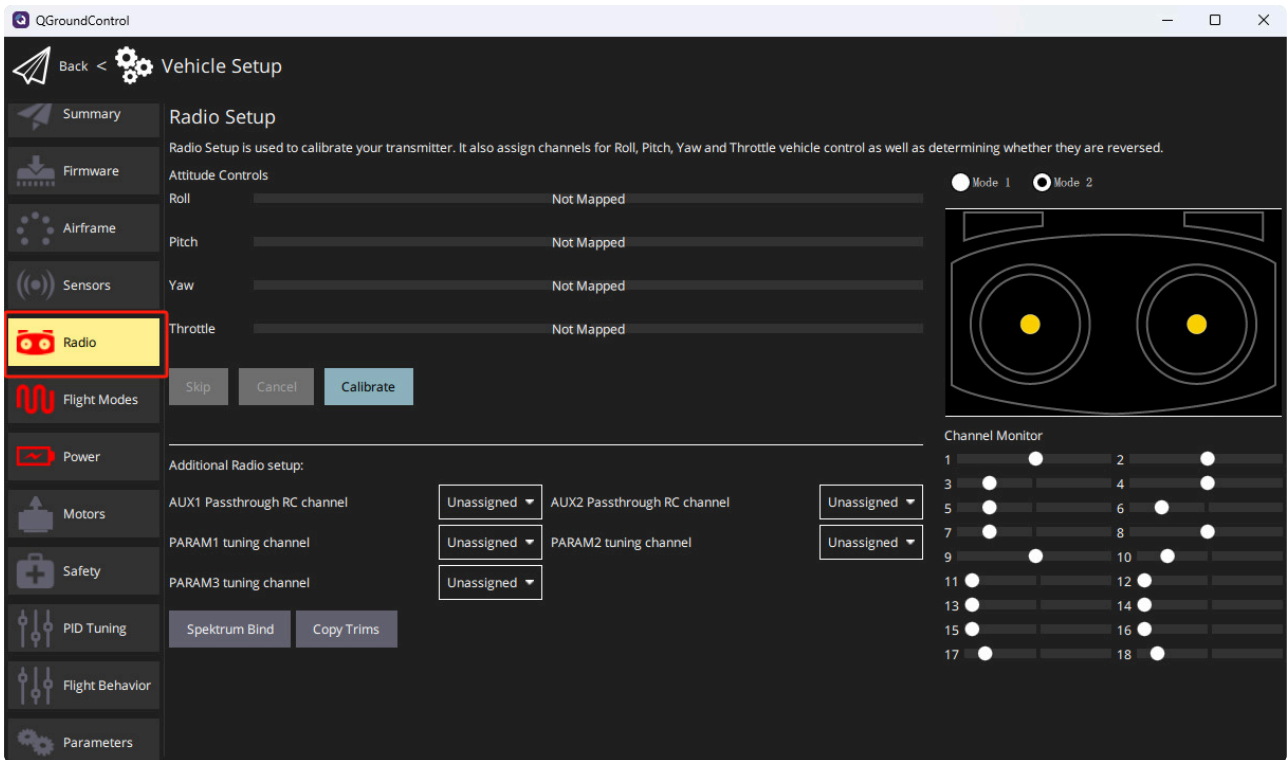 QGroundControl
Back < Vehicle Setup
Summary
Firmware
Airframe
Sensors
Radio
Flight Modes
Power
Motors
Safety
PID Tuning
Flight Behavior
Parameters
Radio Setup
Radio Setup is used to calibrate your transmitter. It also assign channels for Roll, Pitch, Yaw and Throttle vehicle control as well as determining whether they are reversed.
Attitude Controls
Roll Not Mapped
Pitch Not Mapped
Yaw Not Mapped
Throttle Not Mapped
Skip Cancel Calibrate
Additional Radio setup:
AUX1 Passthrough RC channel Unassigned AUX2 Passthrough RC channel Unassigned
PARAM1 tuning channel Unassigned PARAM2 tuning channel Unassigned
PARAM3 tuning channel Unassigned
Spektrum Bind Copy Trims
Mode 1 Mode 2
Channel Monitor
1 2
3 4
5 6
7 8
9 10
11 12
13 14
15 16
17 18